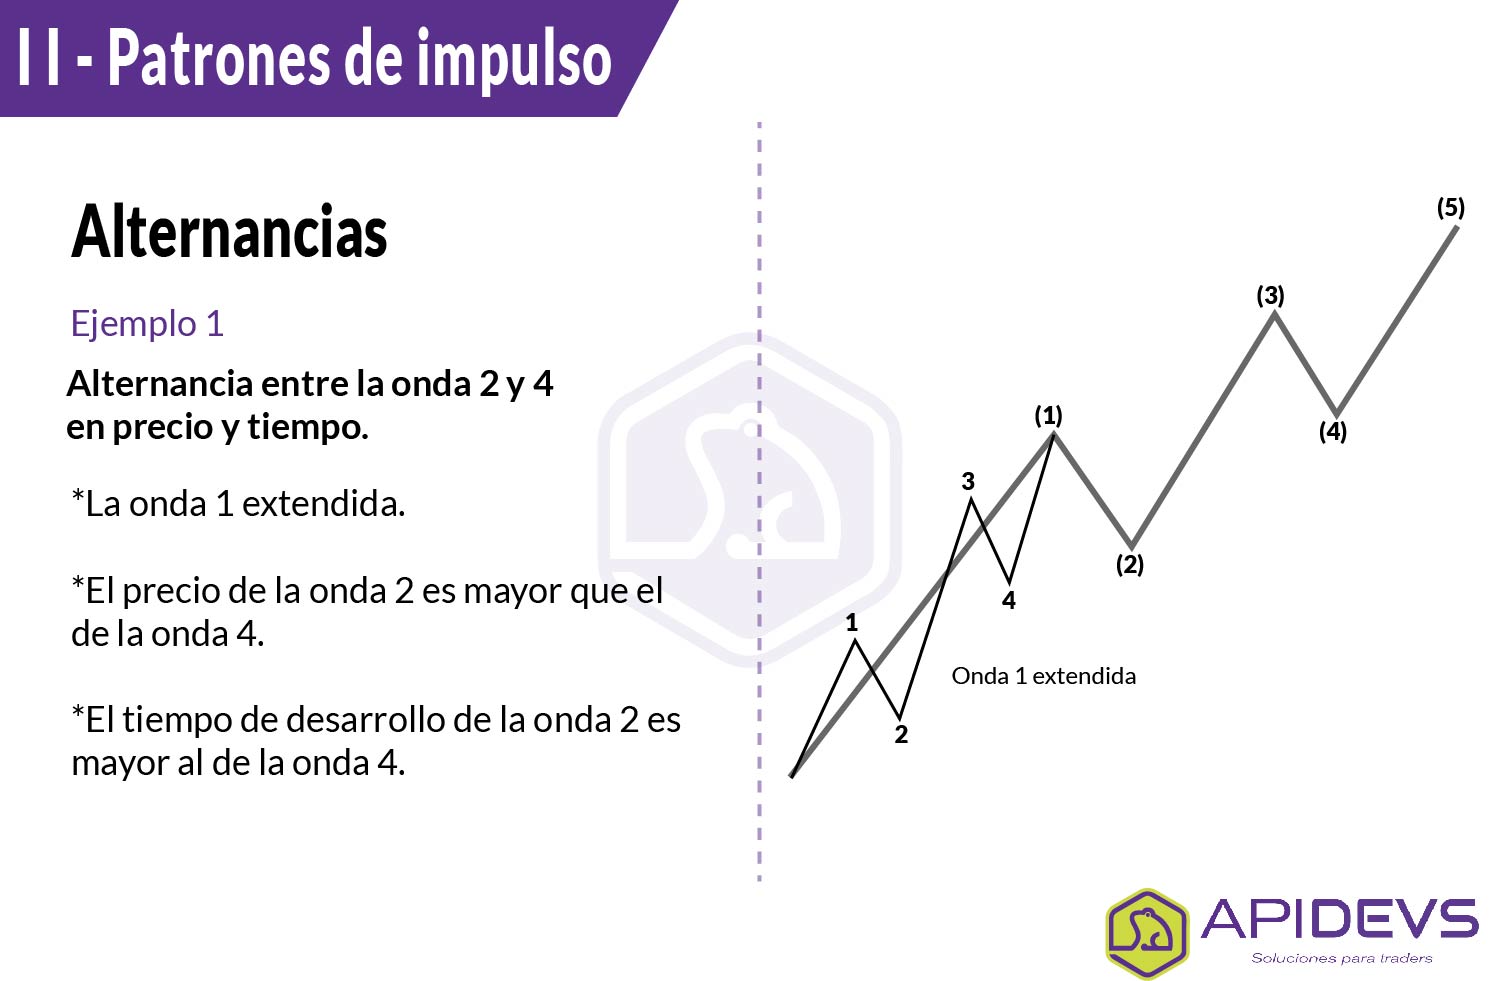 I I - Patrones de impulso
Alternancias
Ejemplo 1
Alternancia entre la onda 2 y 4
en precio y tiempo.
*La onda 1 extendida.
*El precio de la onda 2 es mayor que el
de la onda 4.
*El tiempo de desarrollo de la onda 2 es
mayor al de la onda 4.
(5)
(3)
(4)
(1)
3
(2)
4
1
Onda 1 extendida
2
APIDEVS
Soluciones para traders